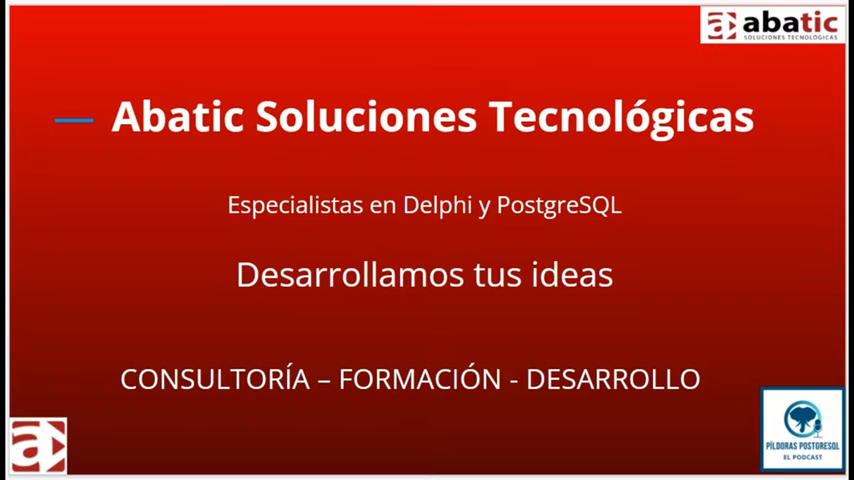 abatic
SOLUCIONES TECNOLÓGICAS
Abatic Soluciones Tecnológicas
Especialistas en Delphi y PostgreSQL
Desarrollamos tus ideas
CONSULTORÍA – FORMACIÓN - DESARROLLO
PÍLDORAS POSTGRESQL
EL PODCAST